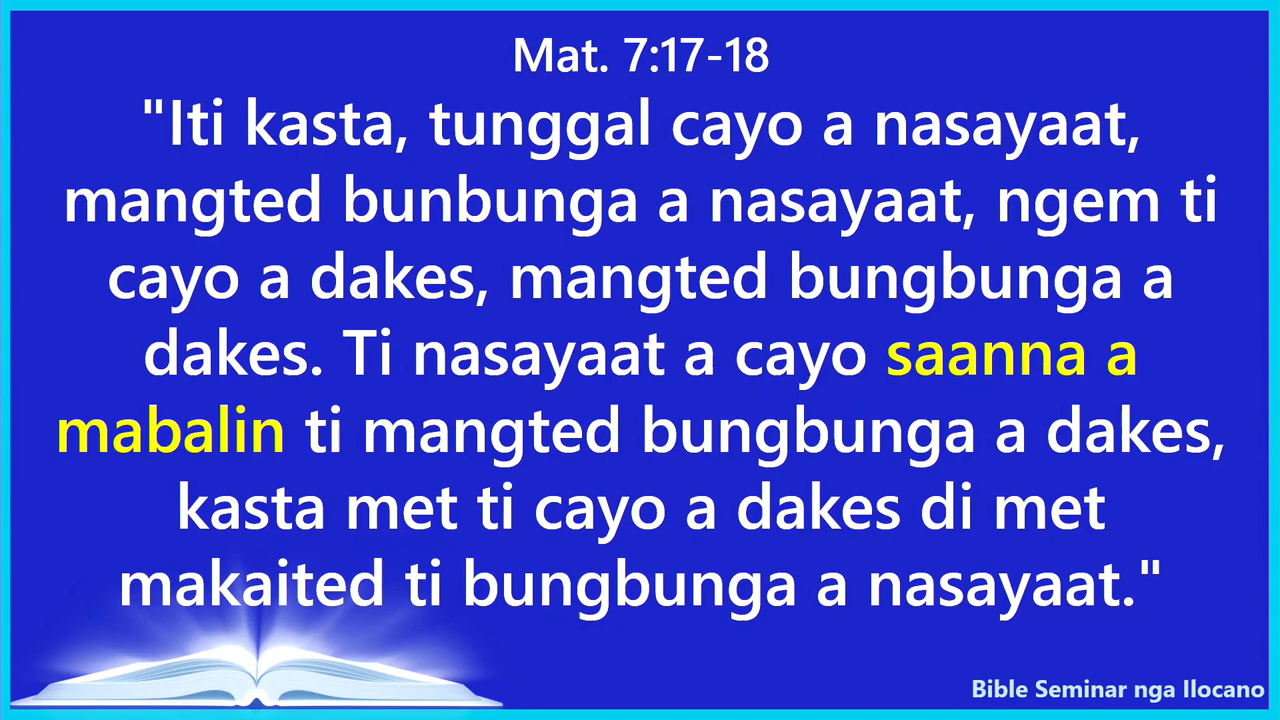 Mat. 7:17-18
"Iti kasta, tunggal cayo a nasayaat,
mangted bunbunga a nasayaat, ngem ti
cayo a dakes, mangted bungbunga a
dakes. Ti nasayaat a cayo saanna a
mabalin ti mangted bungbunga a dakes,
kasta met ti cayo a dakes di met
makaited ti bungbunga a nasayaat."
Bible Seminar nga Ilocano